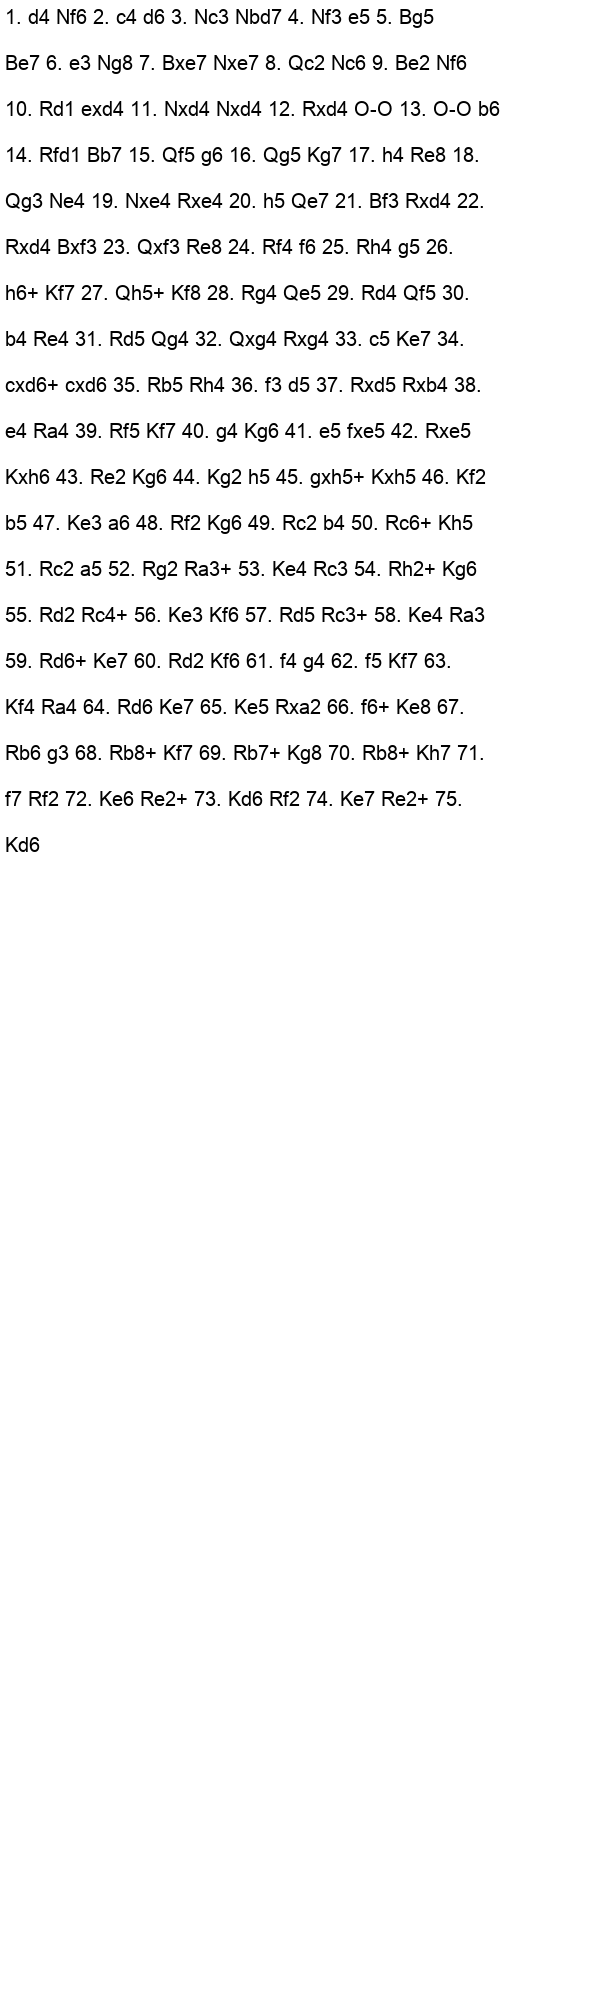 1. d4 Nf6 2. c4 d6 3. Nc3 Nbd7 4. Nf3 e5 5. Bg5
Be7 6. e3 Ng8 7. Bxe7 Nxe7 8. Qc2 Nc6 9. Be2 Nf6
10. Rd1 exd4 11. Nxd4 Nxd4 12. Rxd4 O-O 13. O-O b6
14. Rfd1 Bb7 15. Qf5 g6 16. Qg5 Kg7 17. h4 Re8 18.
Qg3 Ne4 19. Nxe4 Rxe4 20. h5 Qe7 21. Bf3 Rxd4 22.
Rxd4 Bxf3 23. Qxf3 Re8 24. Rf4 f6 25. Rh4 g5 26.
h6+ Kf7 27. Qh5+ Kf8 28. Rg4 Qe5 29. Rd4 Qf5 30.
b4 Re4 31. Rd5 Qg4 32. Qxg4 Rxg4 33. c5 Ke7 34.
cxd6+ cxd6 35. Rb5 Rh4 36. f3 d5 37. Rxd5 Rxb4 38.
e4 Ra4 39. Rf5 Kf7 40. g4 Kg6 41. e5 fxe5 42. Rxe5
Kxh6 43. Re2 Kg6 44. Kg2 h5 45. gxh5+ Kxh5 46. Kf2
b5 47. Ke3 a6 48. Rf2 Kg6 49. Rc2 b4 50. Rc6+ Kh5
51. Rc2 a5 52. Rg2 Ra3+ 53. Ke4 Rc3 54. Rh2+ Kg6
55. Rd2 Rc4+ 56. Ke3 Kf6 57. Rd5 Rc3+ 58. Ke4 Ra3
59. Rd6+ Ke7 60. Rd2 Kf6 61. f4 g4 62. f5 Kf7 63.
Kf4 Ra4 64. Rd6 Ke7 65. Ke5 Rxa2 66. f6+ Ke8 67.
Rb6 g3 68. Rb8+ Kf7 69. Rb7+ Kg8 70. Rb8+ Kh7 71.
f7 Rf2 72. Ke6 Re2+ 73. Kd6 Rf2 74. Ke7 Re2+ 75.
Kd6